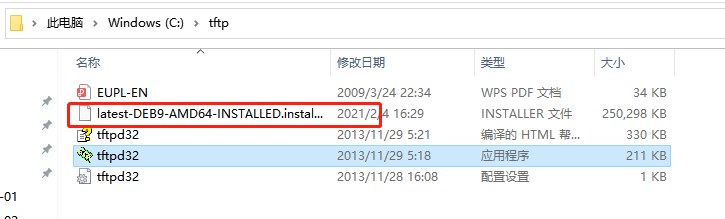 此电脑 > Windows (C:) > tftp
名称 修改日期 类型 大小
EUPL-EN 2009/3/24 22:34 WPS PDF 文档 34 KB
latest-DEB9-AMD64-INSTALLED.instal... 2021/2/4 16:29 INSTALLER 文件 250,298 KB
tftpd32 2013/11/29 5:21 编译的 HTML 帮... 330 KB
tftpd32 2013/11/29 5:18 应用程序 211 KB
tftpd32 2013/11/28 16:08 配置设置 1 KB
-01